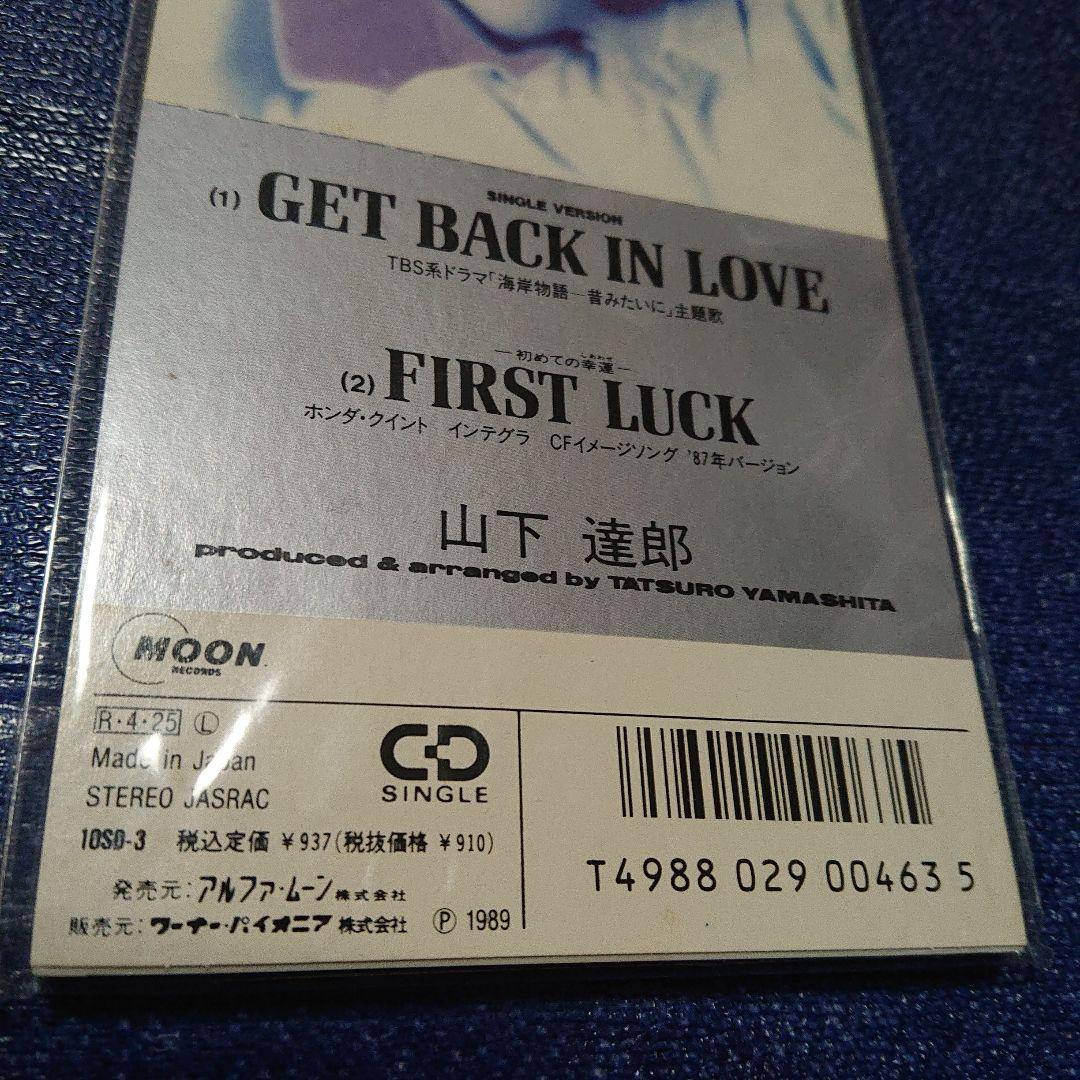 SINGLE VERSION
(1) GET BACK IN LOVE
TBS系ドラマ「海岸物語―昔みたいに」主題歌
―初めての幸運―
しあわせ
(2) FIRST LUCK
ホンダ・クイント インテグラ CFイメージソング '87年バージョン
山下 達郎
produced & arranged by TATSURO YAMASHITA
MOON
RECORDS
R・4・25 Ⓛ
Made in Japan
STEREO JASRAC
CD
SINGLE
10SD-3 税込定価 ¥937(税抜価格 ¥910)
発売元:アルファ・ムーン株式会社
販売元:ワーナー・パイオニア株式会社 Ⓟ 1989
T4988 029 00463 5